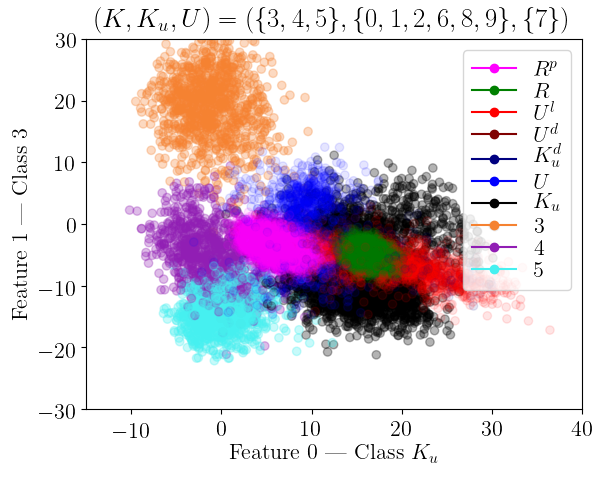 (K, K_u, U) = ({3, 4, 5}, {0, 1, 2, 6, 8, 9}, {7})
30
20
10
0
−10
−20
−30
Feature 1 — Class 3
R^p
R
U^l
U^d
K_u^d
U
K_u
3
4
5
−10
0
10
20
30
40
Feature 0 — Class K_u